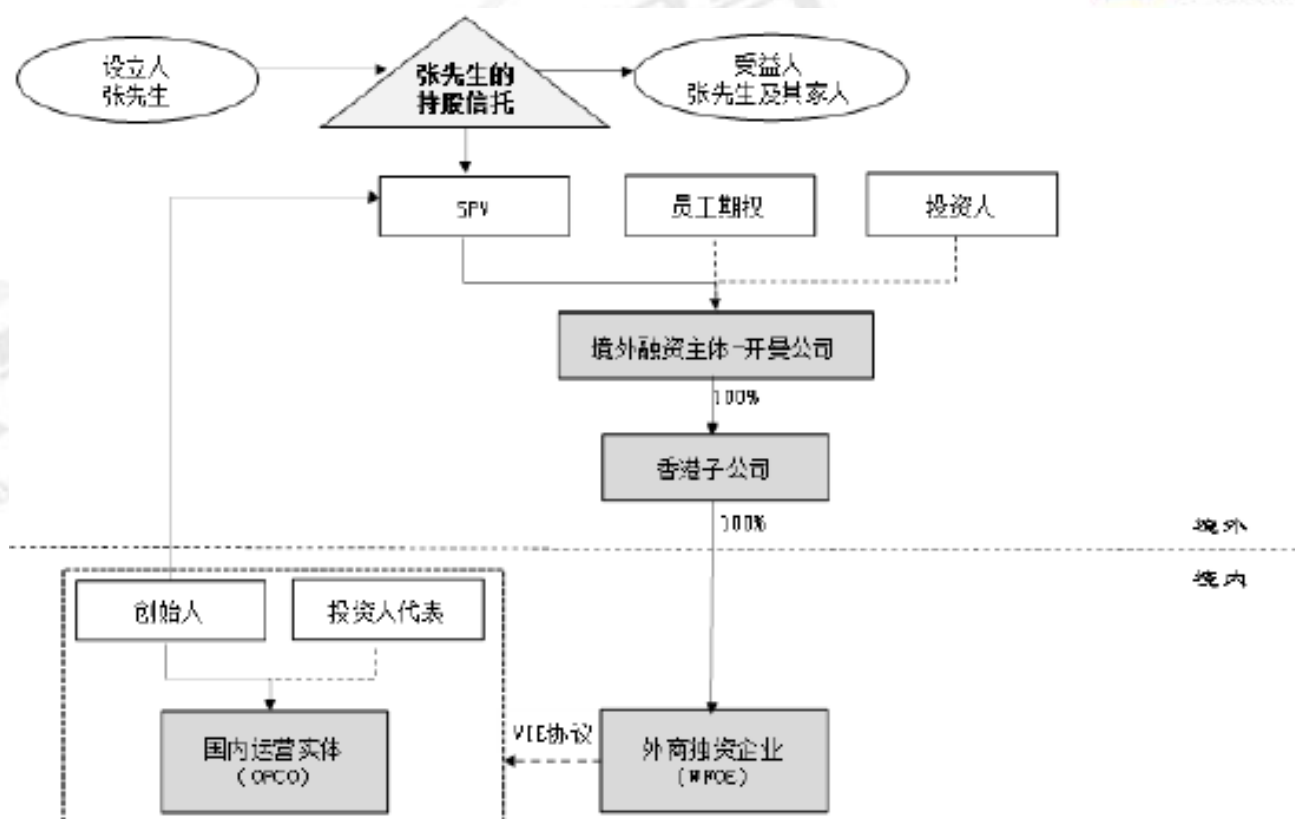 设立人
张先生
张先生的
持股信托
受益人
张先生及其家人
SPV
员工期权
投资人
境外融资主体-开曼公司
100%
香港子公司
100%
境外
境内
创始人
投资人代表
国内运营实体
(OPCO)
VIE协议
外商独资企业
(WFOE)